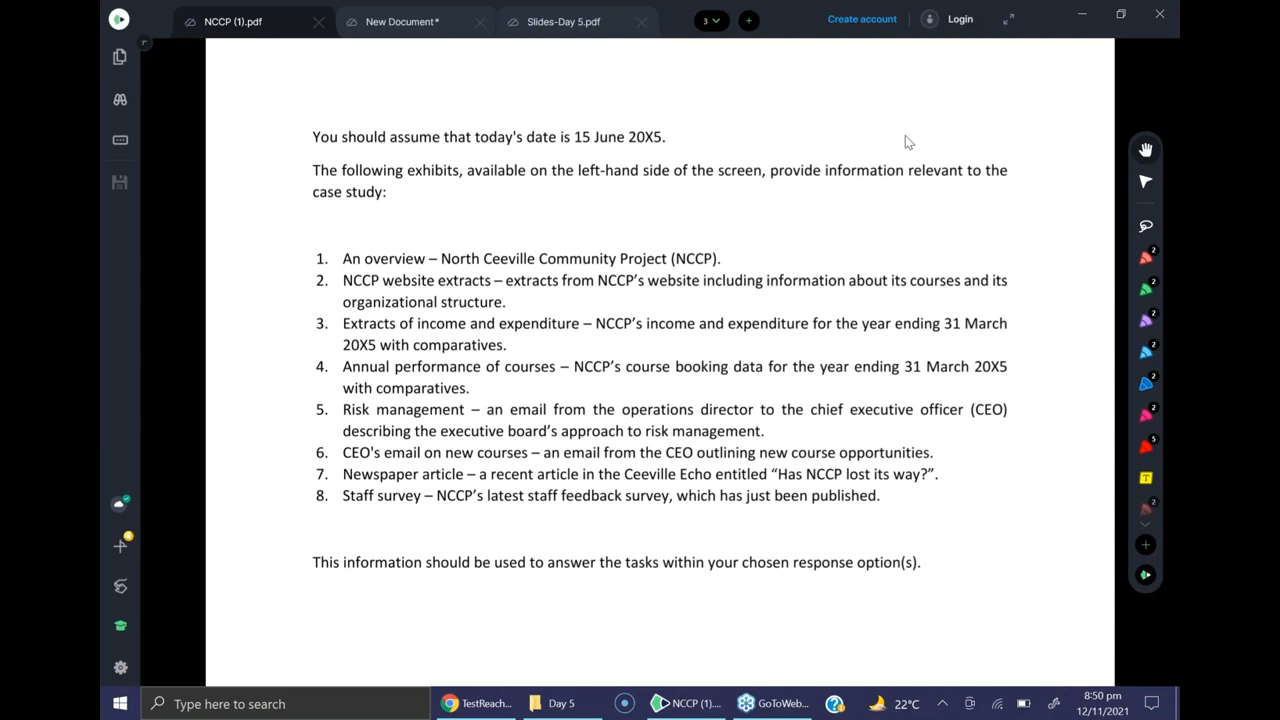 NCCP (1).pdf
New Document*
Slides-Day 5.pdf
3
Create account
Login
You should assume that today's date is 15 June 20X5.
The following exhibits, available on the left-hand side of the screen, provide information relevant to the
case study:
1. An overview – North Ceeville Community Project (NCCP).
2. NCCP website extracts – extracts from NCCP's website including information about its courses and its
organizational structure.
3. Extracts of income and expenditure – NCCP's income and expenditure for the year ending 31 March
20X5 with comparatives.
4. Annual performance of courses – NCCP's course booking data for the year ending 31 March 20X5
with comparatives.
5. Risk management – an email from the operations director to the chief executive officer (CEO)
describing the executive board's approach to risk management.
6. CEO's email on new courses – an email from the CEO outlining new course opportunities.
7. Newspaper article – a recent article in the Ceeville Echo entitled “Has NCCP lost its way?”.
8. Staff survey – NCCP's latest staff feedback survey, which has just been published.
This information should be used to answer the tasks within your chosen response option(s).
2
2
2
2
2
2
5
T
2
Type here to search
TestReach...
Day 5
NCCP (1)....
GoToWeb...
22°C
8:50 pm
12/11/2021